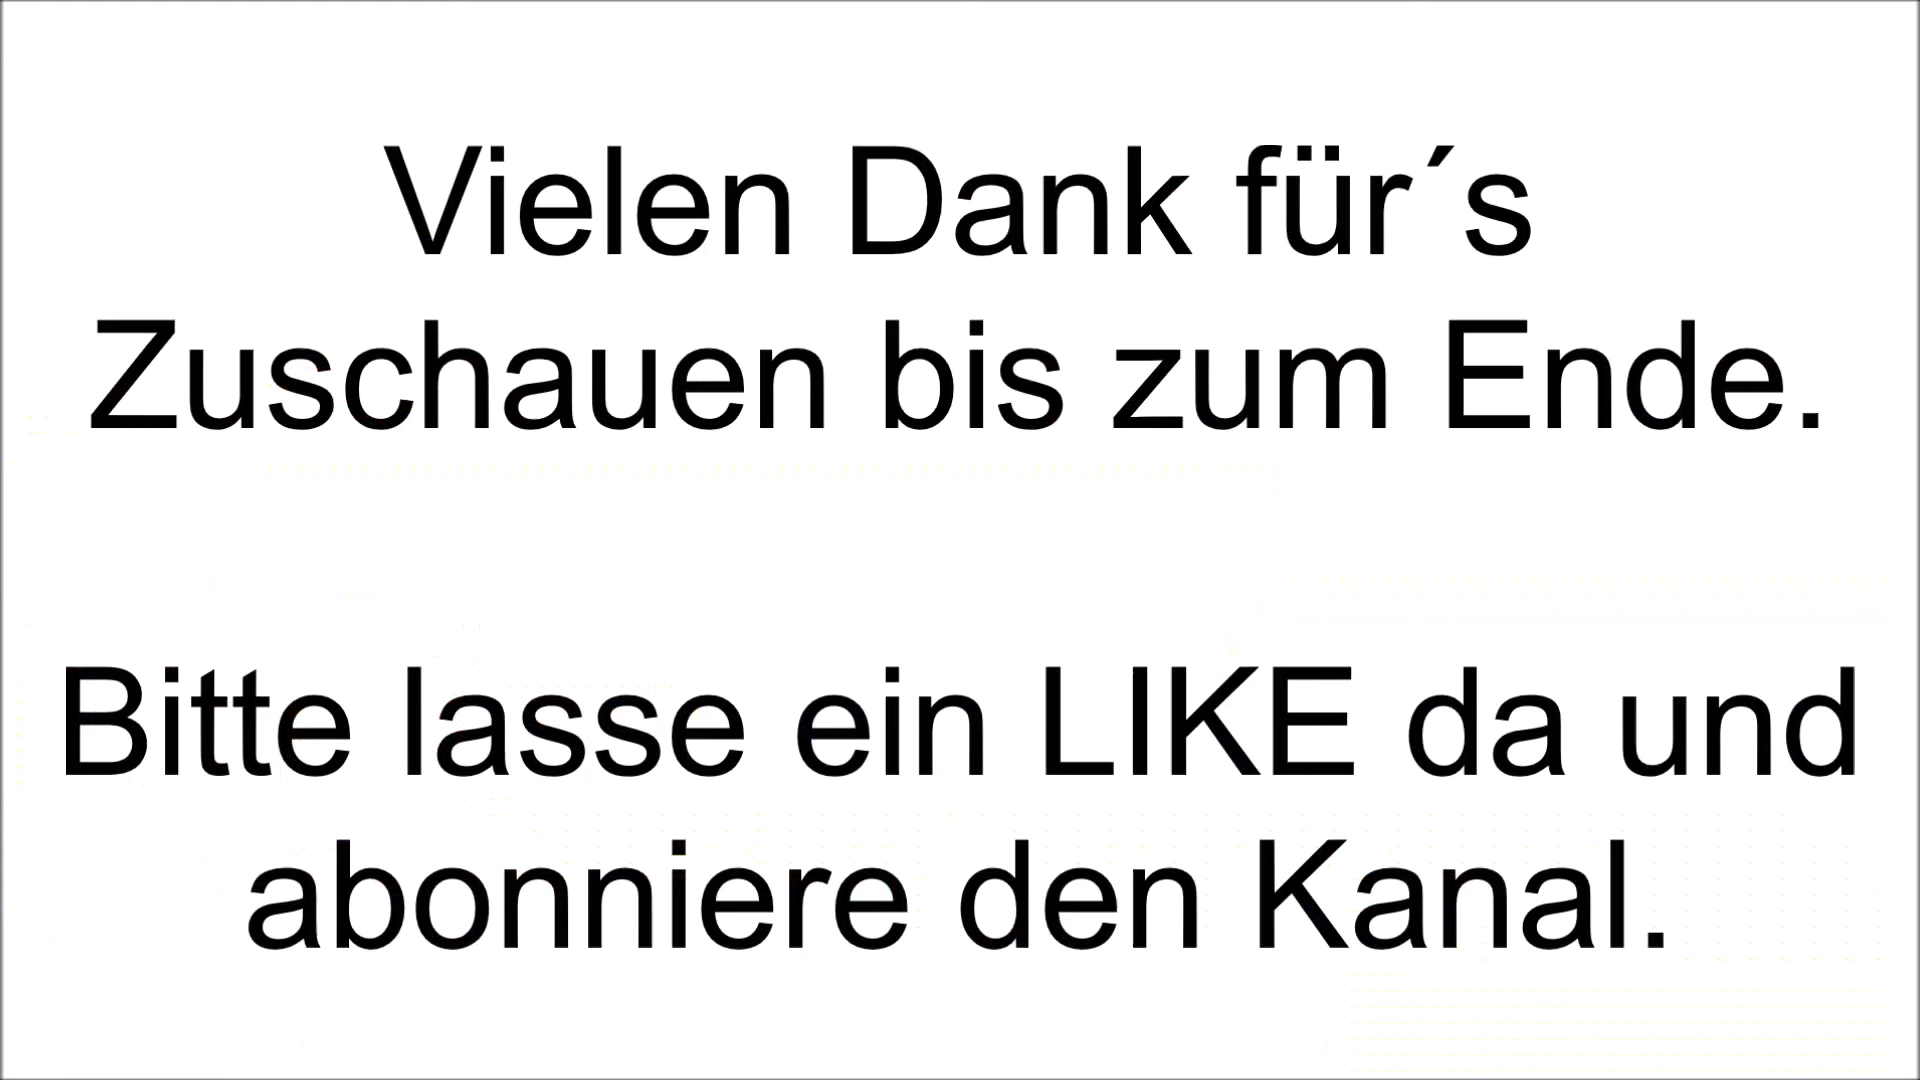 Vielen Dank für´s
Zuschauen bis zum Ende.
Bitte lasse ein LIKE da und
abonniere den Kanal.